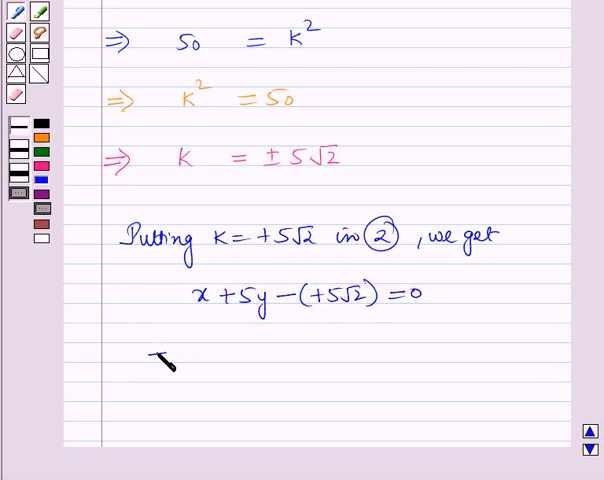 ⇒ 50 = K²
⇒ K² = 50
⇒ K = ± 5√2
Putting K = +5√2 in ②, we get
x + 5y - (+5√2) = 0